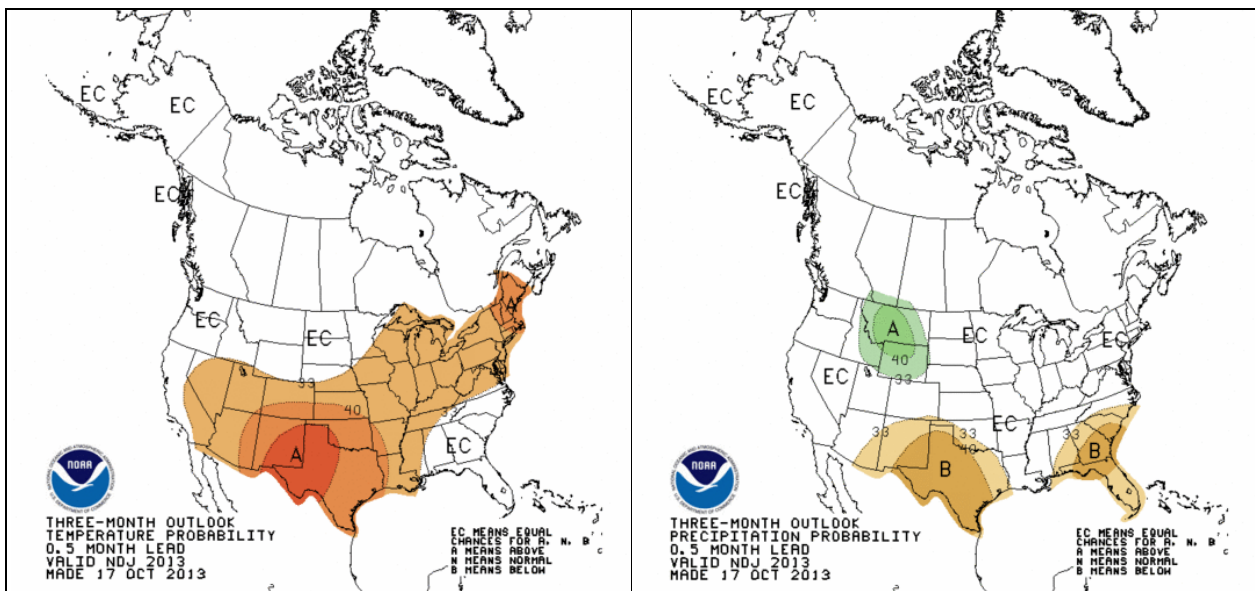 EC
EC
EC
EC
EC
A
33
40
33
A
EC
NOAA
THREE-MONTH OUTLOOK
TEMPERATURE PROBABILITY
0.5 MONTH LEAD
VALID NDJ 2013
MADE 17 OCT 2013
EC MEANS EQUAL
CHANCES FOR A, N, B
A MEANS ABOVE
N MEANS NORMAL
B MEANS BELOW
EC
EC
EC
A
EC
EC
40
EC
33
EC
33
33
33
40
B
B
NOAA
THREE-MONTH OUTLOOK
PRECIPITATION PROBABILITY
0.5 MONTH LEAD
VALID NDJ 2013
MADE 17 OCT 2013
EC MEANS EQUAL
CHANCES FOR A, N, B
A MEANS ABOVE
N MEANS NORMAL
B MEANS BELOW